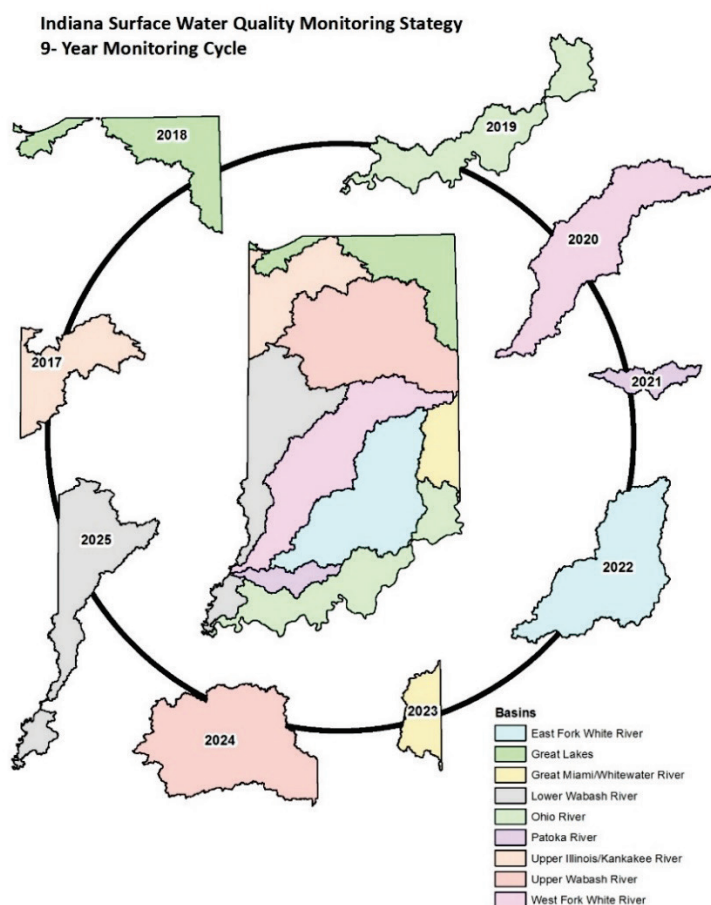 Indiana Surface Water Quality Monitoring Stategy
9- Year Monitoring Cycle
2018
2019
2020
2017
2021
2025
2022
2023
2024
Basins
East Fork White River
Great Lakes
Great Miami/Whitewater River
Lower Wabash River
Ohio River
Patoka River
Upper Illinois/Kankakee River
Upper Wabash River
West Fork White River